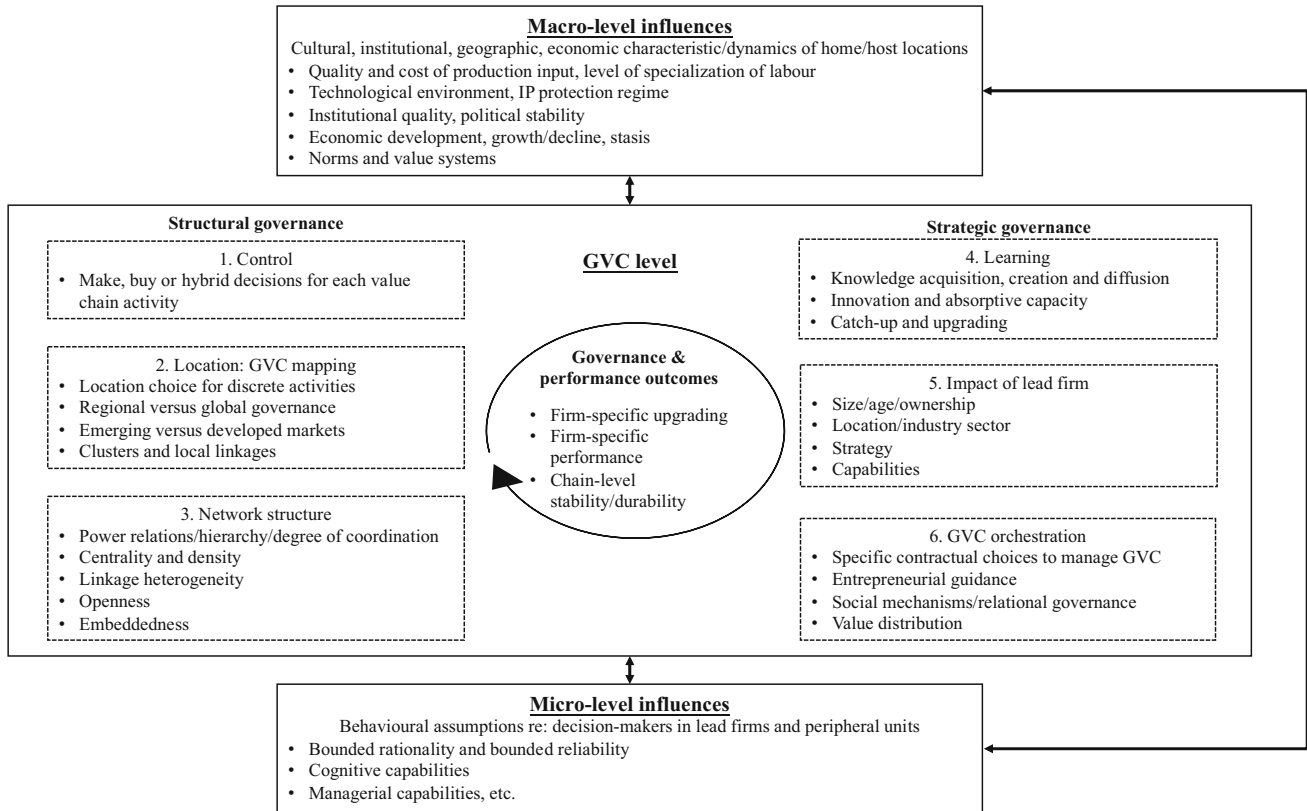 Macro-level influences
Cultural, institutional, geographic, economic characteristic/dynamics of home/host locations
• Quality and cost of production input, level of specialization of labour
• Technological environment, IP protection regime
• Institutional quality, political stability
• Economic development, growth/decline, stasis
• Norms and value systems
Structural governance
1. Control
• Make, buy or hybrid decisions for each value
chain activity
2. Location: GVC mapping
• Location choice for discrete activities
• Regional versus global governance
• Emerging versus developed markets
• Clusters and local linkages
3. Network structure
• Power relations/hierarchy/degree of coordination
• Centrality and density
• Linkage heterogeneity
• Openness
• Embeddedness
GVC level
Governance &
performance outcomes
• Firm-specific upgrading
• Firm-specific
performance
• Chain-level
stability/durability
Strategic governance
4. Learning
• Knowledge acquisition, creation and diffusion
• Innovation and absorptive capacity
• Catch-up and upgrading
5. Impact of lead firm
• Size/age/ownership
• Location/industry sector
• Strategy
• Capabilities
6. GVC orchestration
• Specific contractual choices to manage GVC
• Entrepreneurial guidance
• Social mechanisms/relational governance
• Value distribution
Micro-level influences
Behavioural assumptions re: decision-makers in lead firms and peripheral units
• Bounded rationality and bounded reliability
• Cognitive capabilities
• Managerial capabilities, etc.